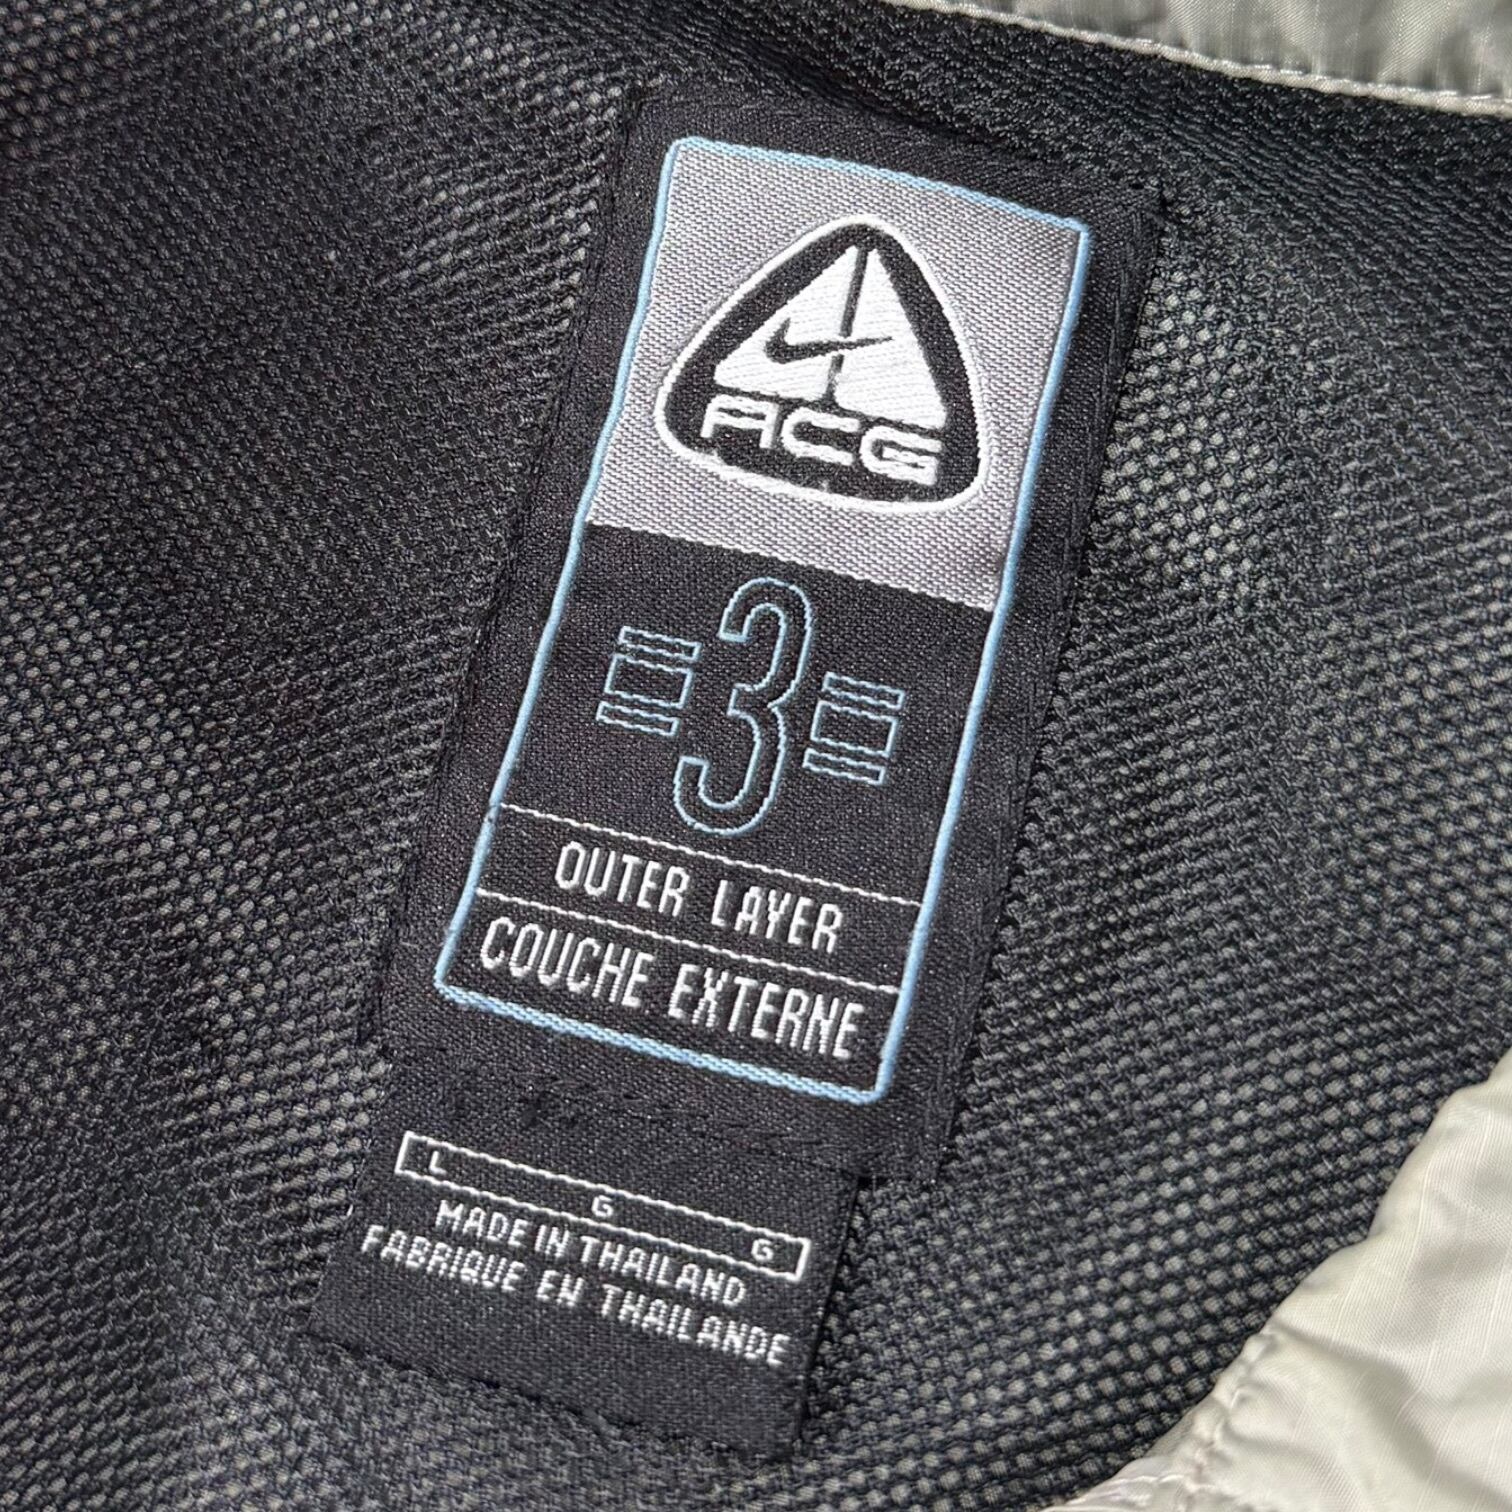 ACG
3
OUTER LAYER
COUCHE EXTERNE
L G G
MADE IN THAILAND
FABRIQUE EN THAILANDE